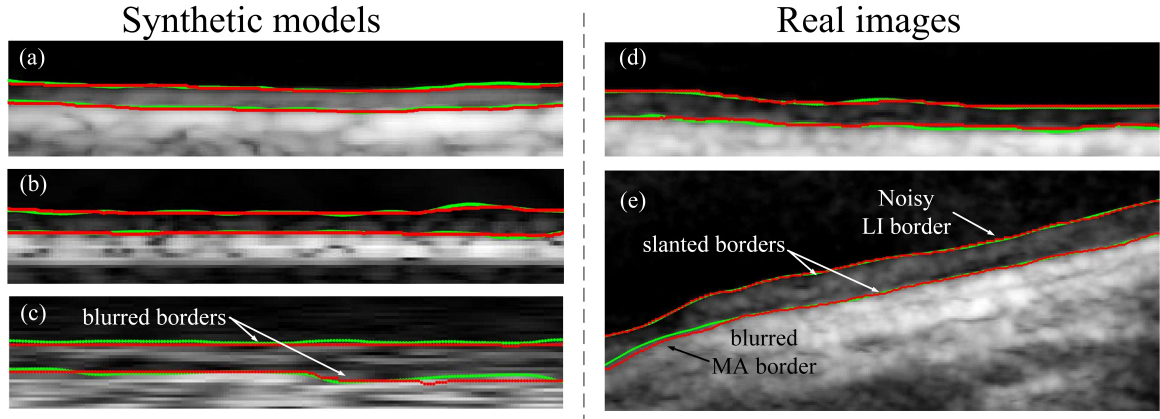 Synthetic models
Real images
(a)
(b)
(c)
blurred borders
(d)
(e)
Noisy
LI border
slanted borders
blurred
MA border